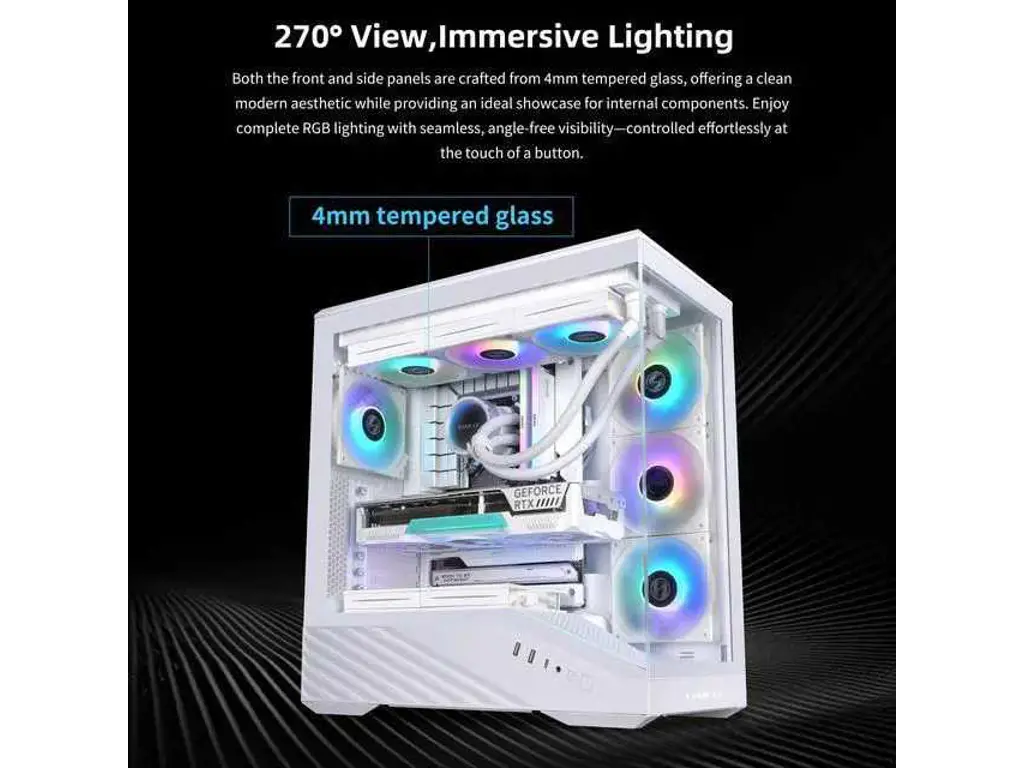 270° View,Immersive Lighting
Both the front and side panels are crafted from 4mm tempered glass, offering a clean
modern aesthetic while providing an ideal showcase for internal components. Enjoy
complete RGB lighting with seamless, angle-free visibility—controlled effortlessly at
the touch of a button.
4mm tempered glass
GEFORCE
RTX